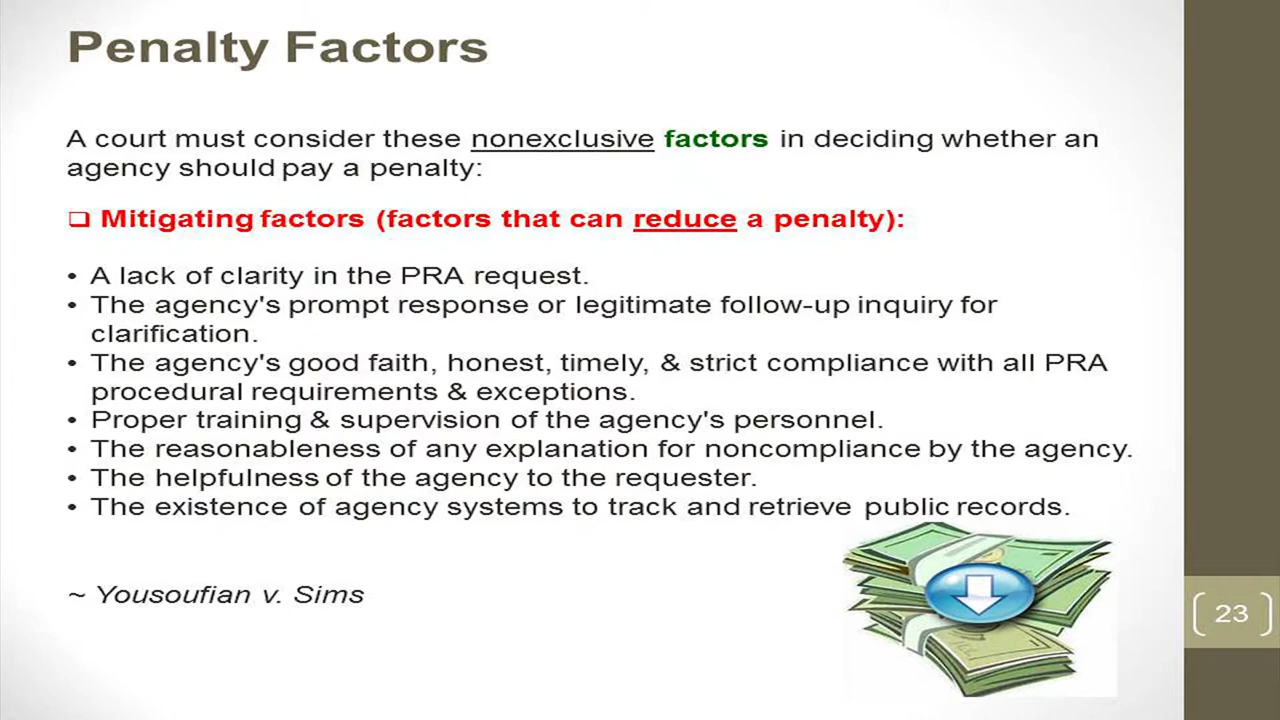 Penalty Factors
A court must consider these nonexclusive factors in deciding whether an
agency should pay a penalty:
❑ Mitigating factors (factors that can reduce a penalty):
• A lack of clarity in the PRA request.
• The agency's prompt response or legitimate follow-up inquiry for
clarification.
• The agency's good faith, honest, timely, & strict compliance with all PRA
procedural requirements & exceptions.
• Proper training & supervision of the agency's personnel.
• The reasonableness of any explanation for noncompliance by the agency.
• The helpfulness of the agency to the requester.
• The existence of agency systems to track and retrieve public records.
~ Yousoufian v. Sims
23